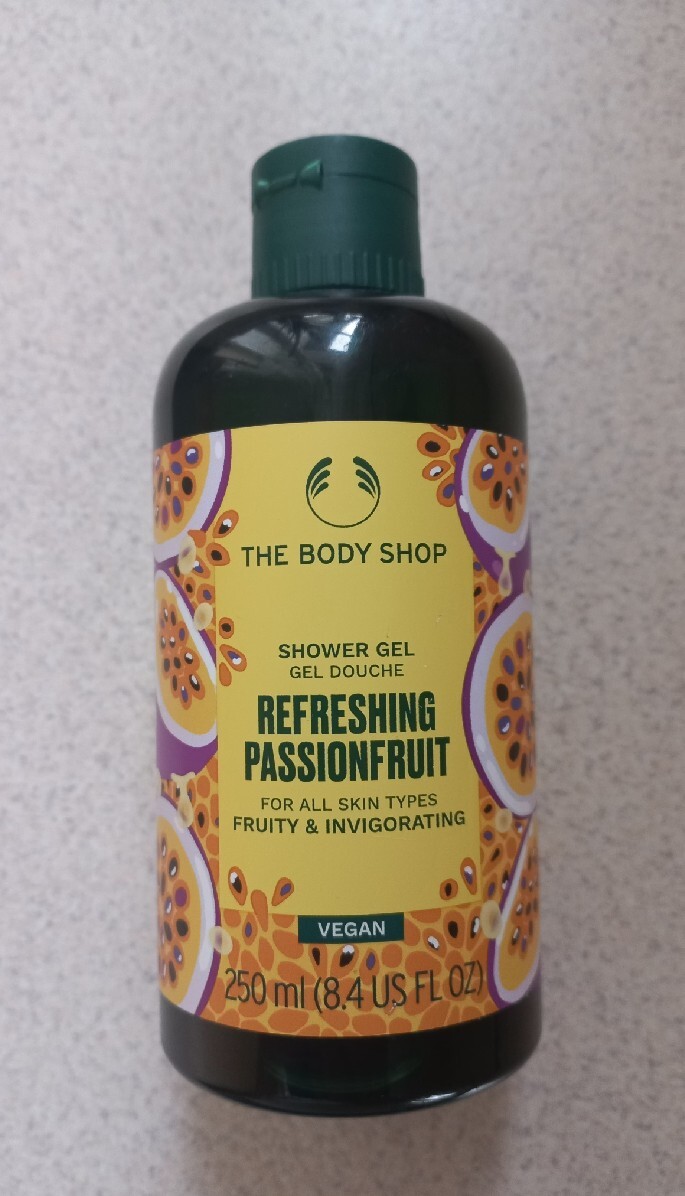 THE BODY SHOP
SHOWER GEL
GEL DOUCHE
REFRESHING
PASSIONFRUIT
FOR ALL SKIN TYPES
FRUITY & INVIGORATING
VEGAN
250 ml (8.4 US FL OZ)